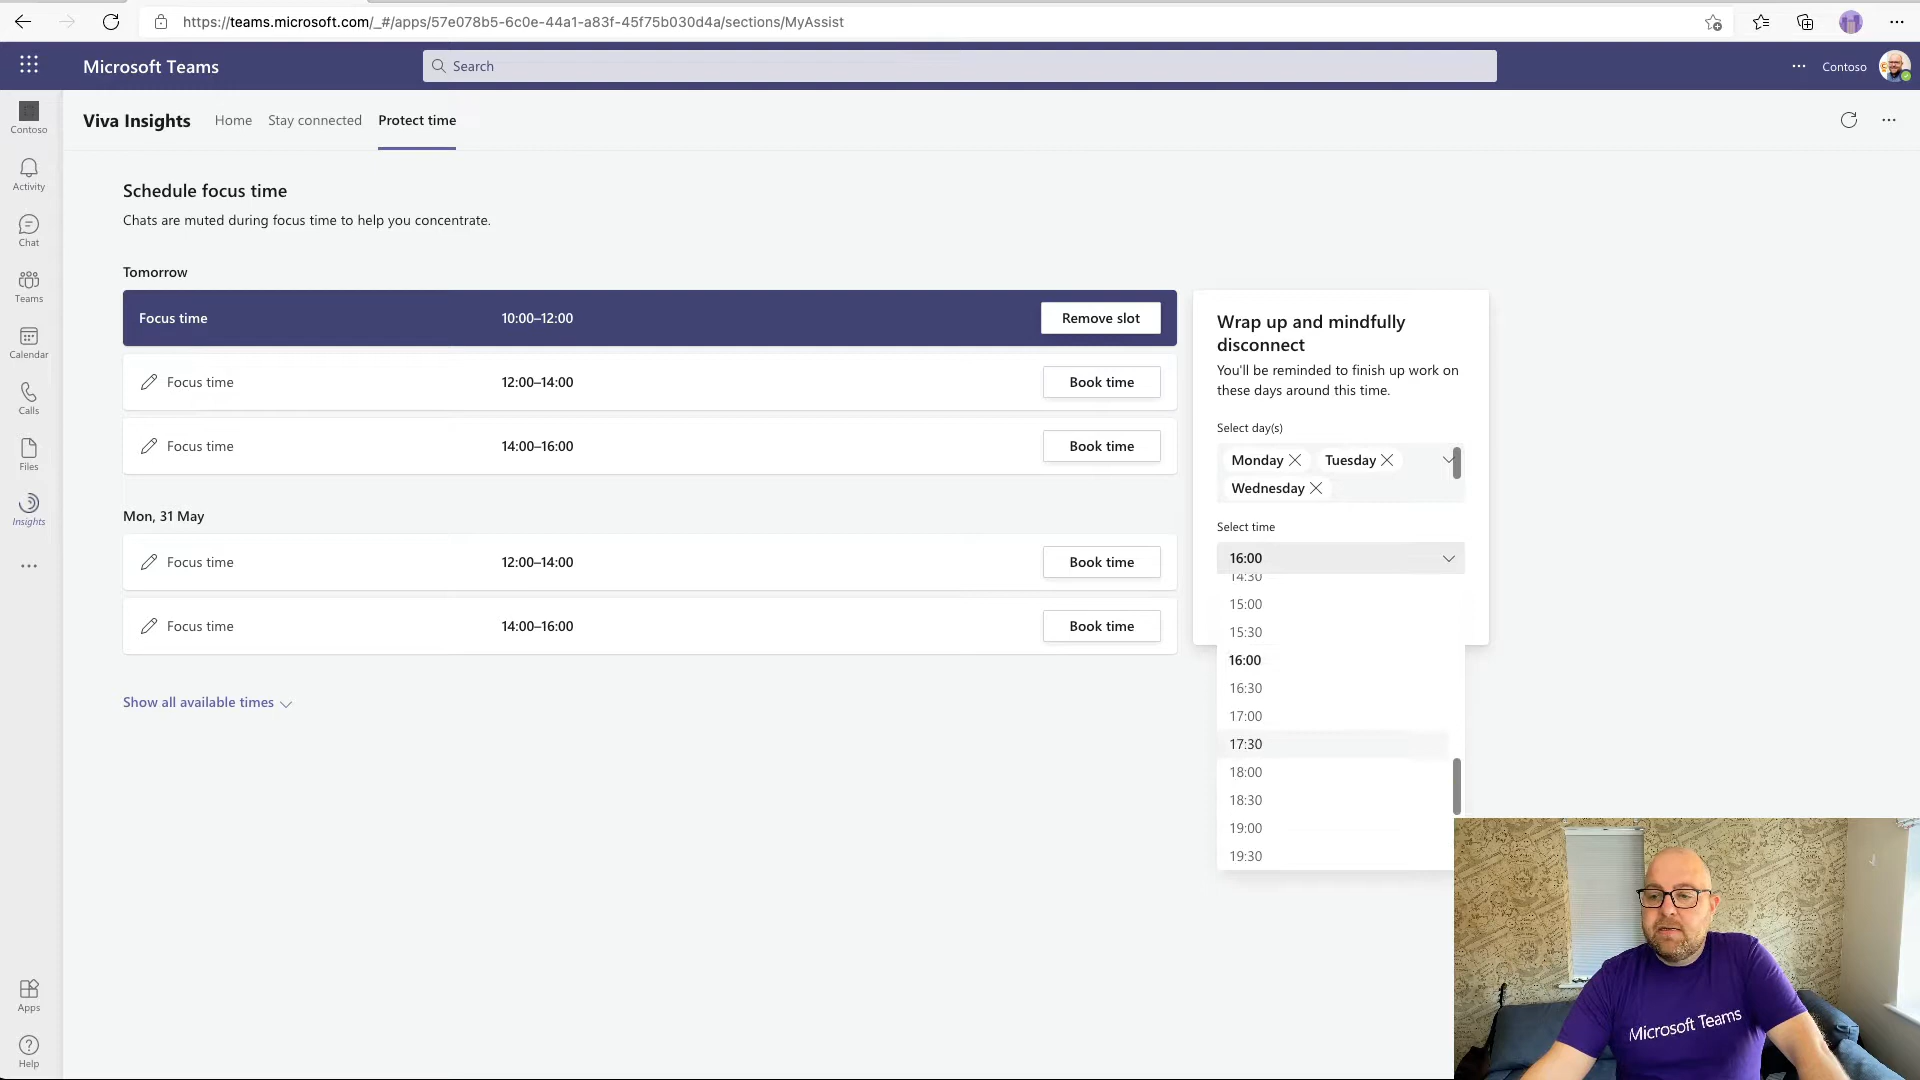 https://teams.microsoft.com/_#/apps/57e078b5-6c0e-44a1-a83f-45f75b030d4a/sections/MyAssist
Microsoft Teams
Search
Contoso
Contoso
Activity
Chat
Teams
Calendar
Calls
Files
Insights
Apps
Help
Viva Insights
Home
Stay connected
Protect time
Schedule focus time
Chats are muted during focus time to help you concentrate.
Tomorrow
Focus time 10:00–12:00 Remove slot
Focus time 12:00–14:00 Book time
Focus time 14:00–16:00 Book time
Mon, 31 May
Focus time 12:00–14:00 Book time
Focus time 14:00–16:00 Book time
Show all available times
Wrap up and mindfully
disconnect
You'll be reminded to finish up work on
these days around this time.
Select day(s)
Monday Tuesday
Wednesday
Select time
16:00
14:30
15:00
15:30
16:00
16:30
17:00
17:30
18:00
18:30
19:00
19:30
Microsoft Teams